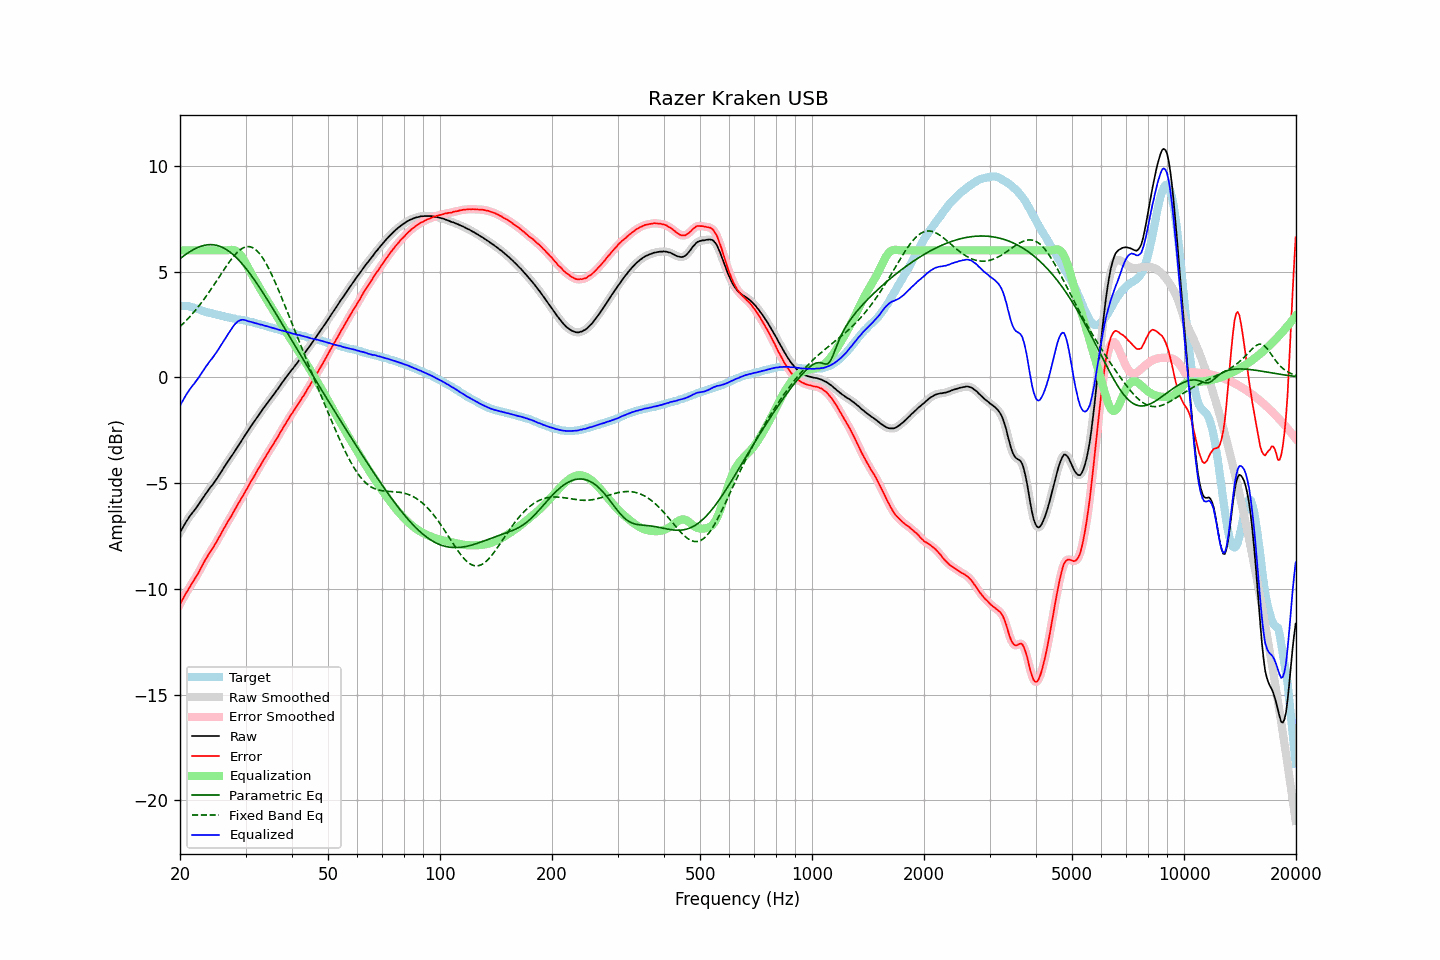 Razer Kraken USB
Amplitude (dBr)
10
5
0
−5
−10
−15
−20
Target
Raw Smoothed
Error Smoothed
Raw
Error
Equalization
Parametric Eq
Fixed Band Eq
Equalized
20 50 100 200 500 1000 2000 5000 10000 20000
Frequency (Hz)